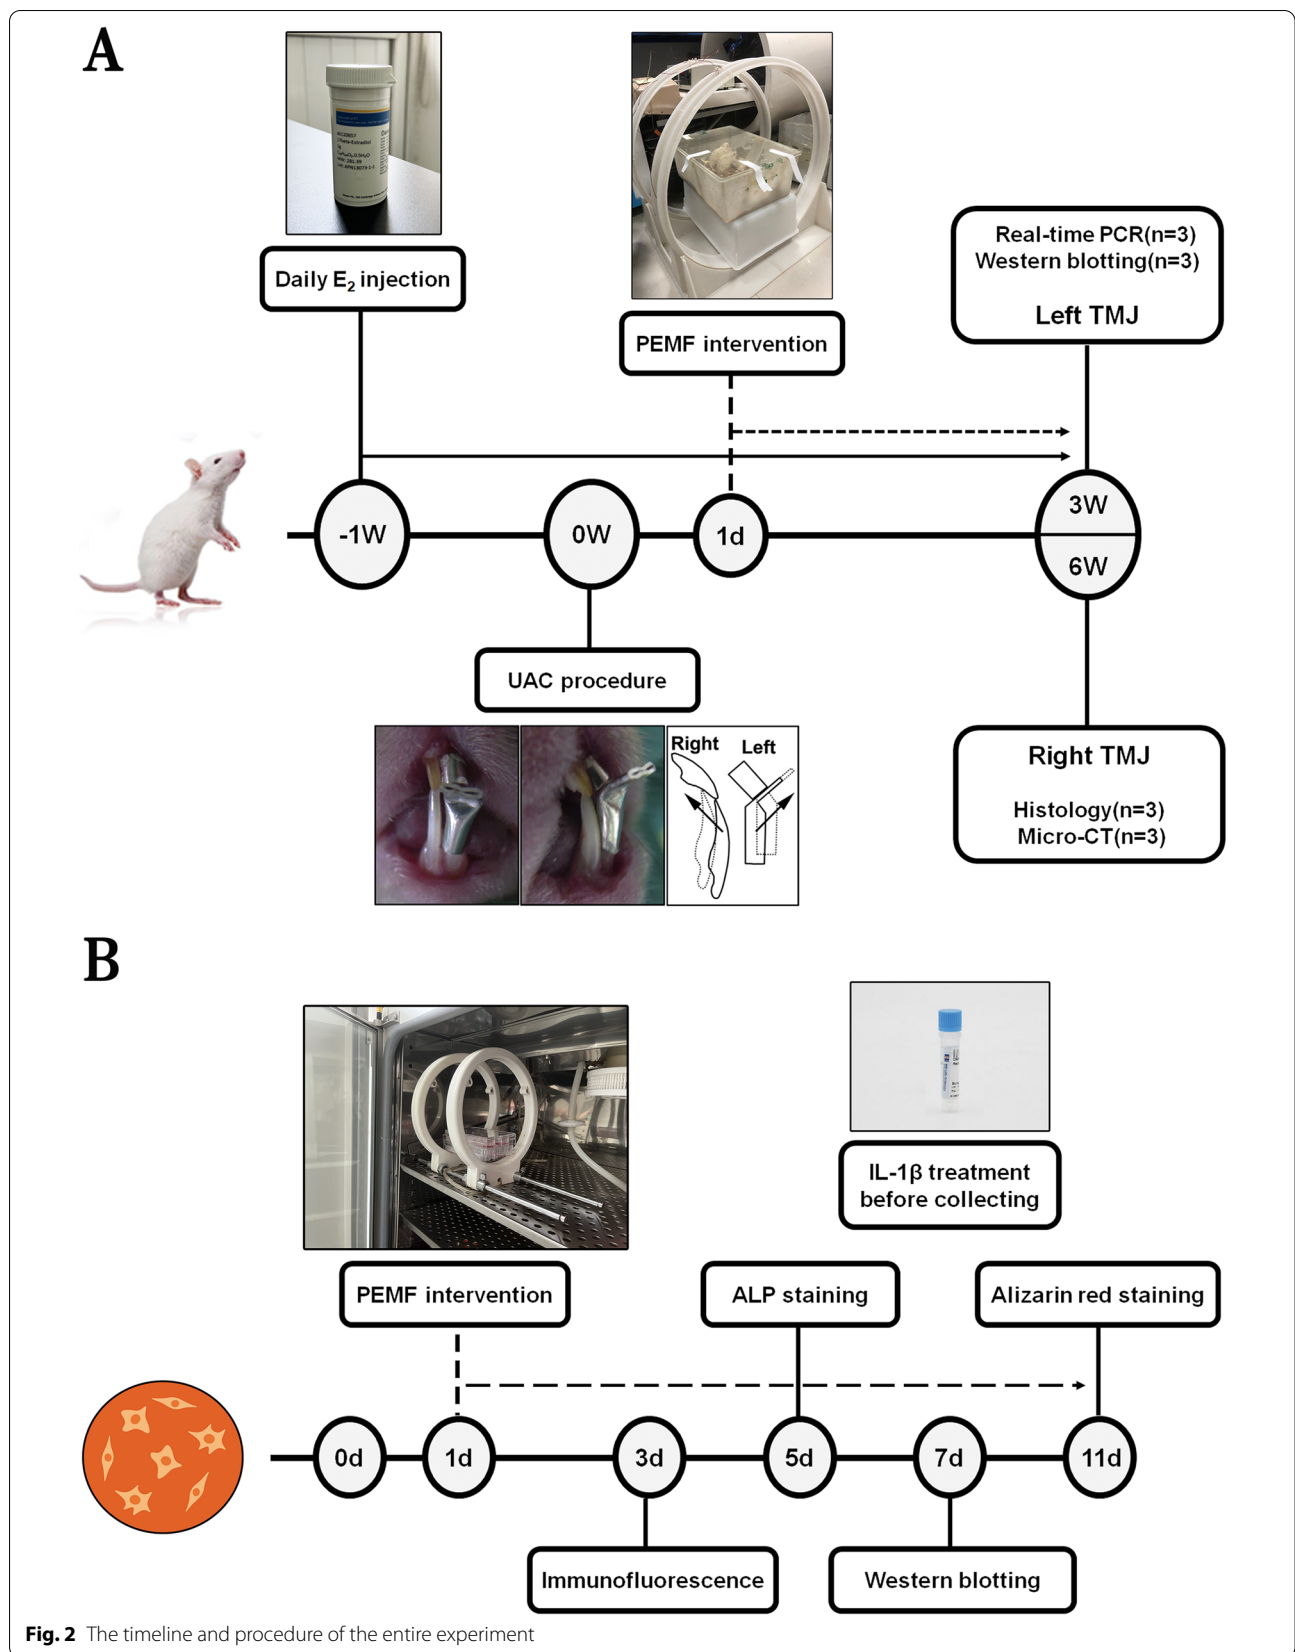 A
Daily E₂ injection
PEMF intervention
Real-time PCR(n=3)
Western blotting(n=3)
Left TMJ
-1W
0W
1d
3W
6W
UAC procedure
Right
Left
Right TMJ
Histology(n=3)
Micro-CT(n=3)
B
IL-1β treatment
before collecting
PEMF intervention
ALP staining
Alizarin red staining
0d
1d
3d
5d
7d
11d
Immunofluorescence
Western blotting
Fig. 2 The timeline and procedure of the entire experiment